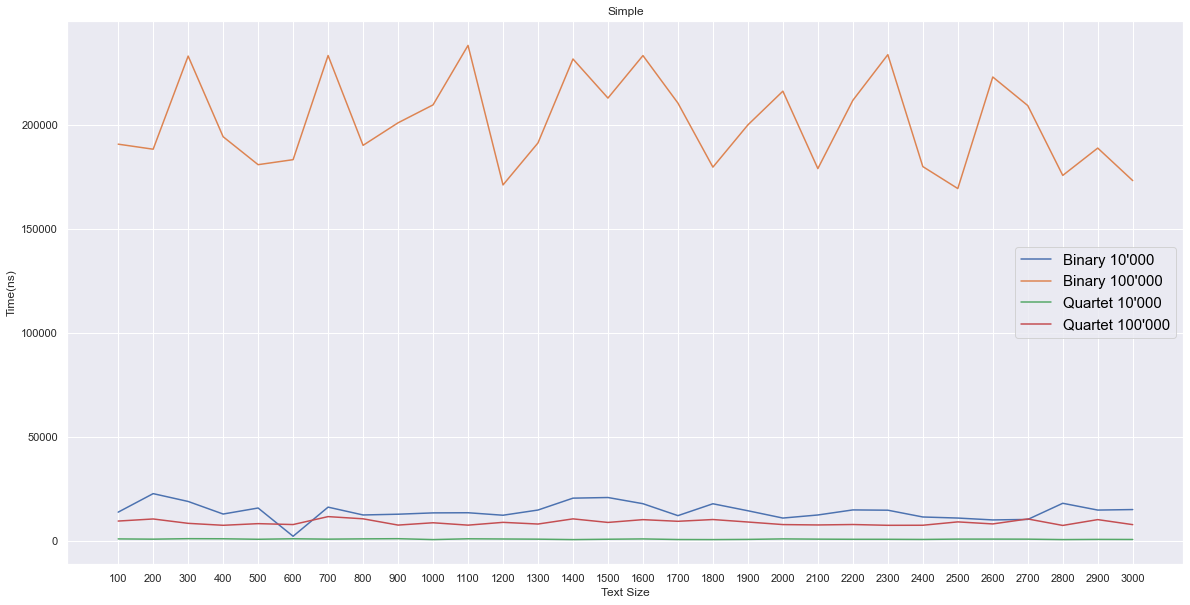 Simple
Time(ns)
200000
150000
100000
50000
0
Binary 10'000
Binary 100'000
Quartet 10'000
Quartet 100'000
100 200 300 400 500 600 700 800 900 1000 1100 1200 1300 1400 1500 1600 1700 1800 1900 2000 2100 2200 2300 2400 2500 2600 2700 2800 2900 3000
Text Size